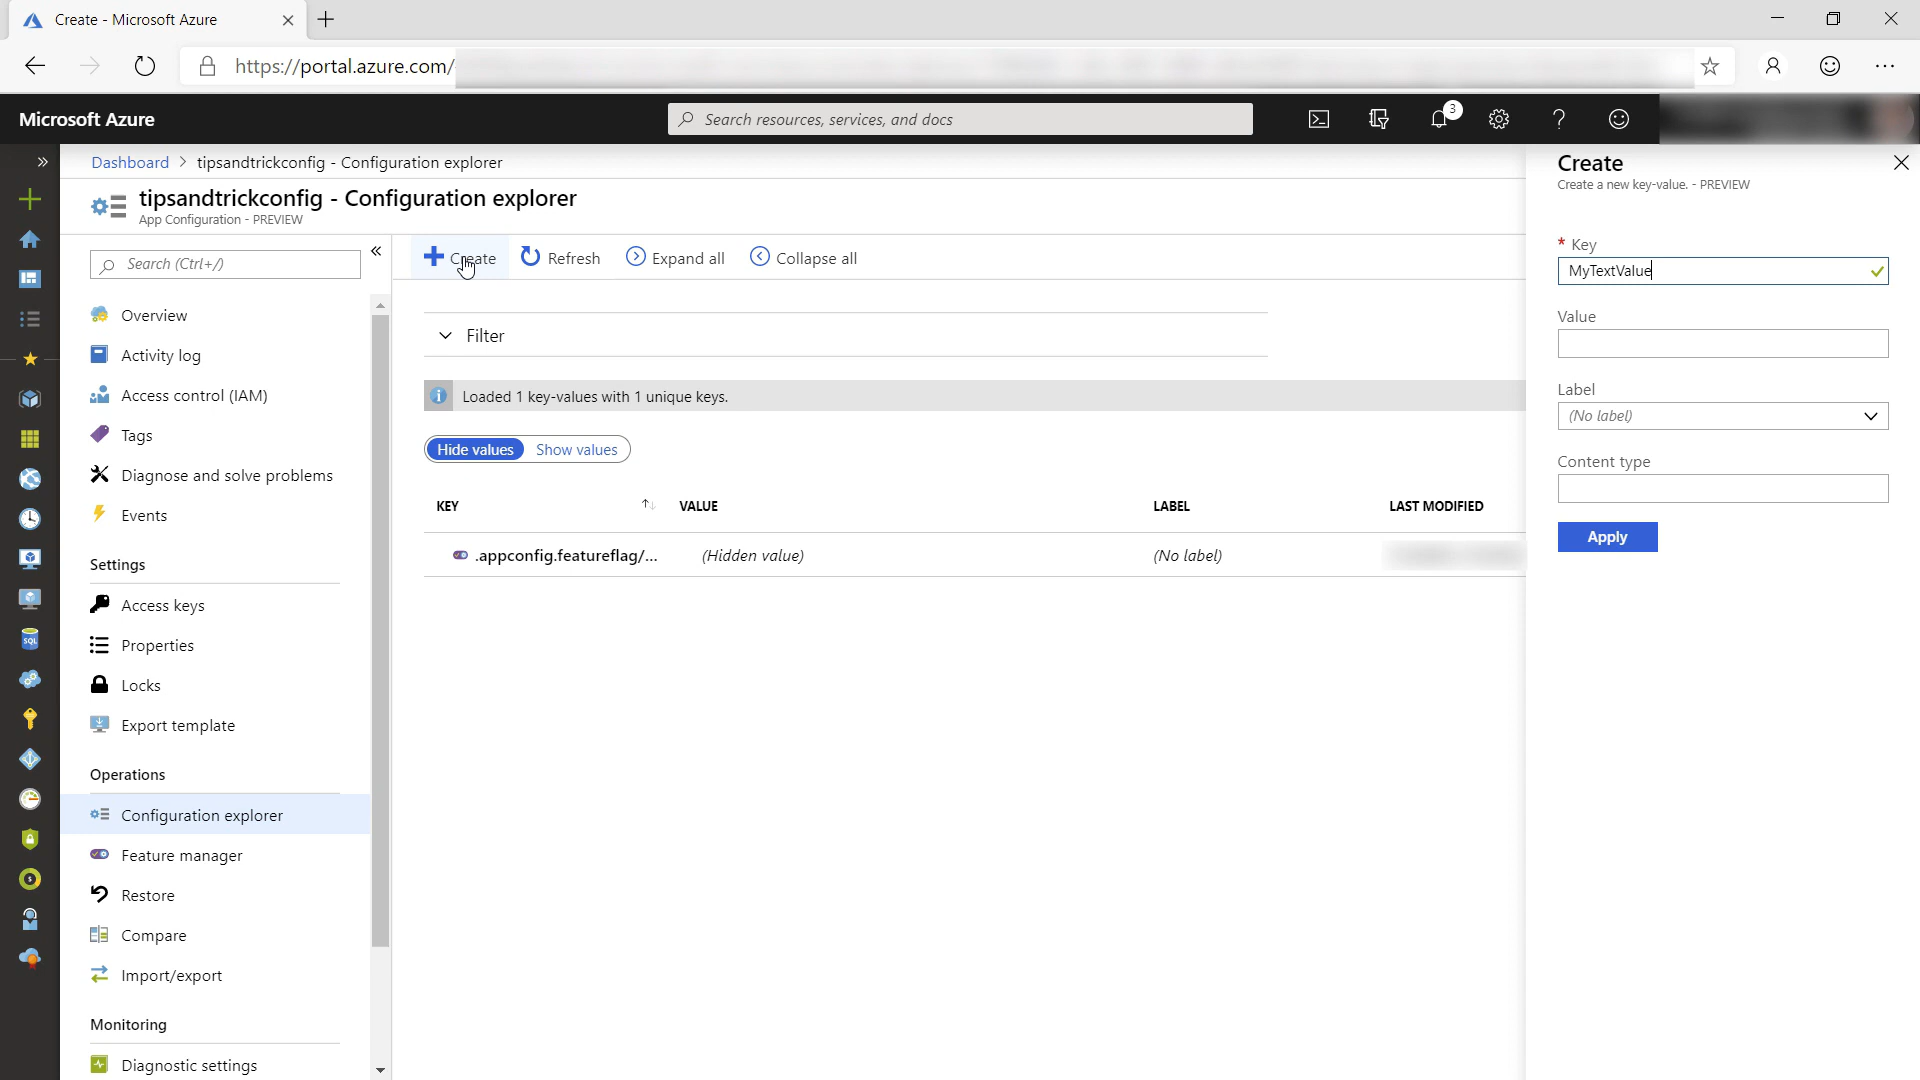 Create - Microsoft Azure
https://portal.azure.com/
Microsoft Azure
Search resources, services, and docs
3
Dashboard > tipsandtrickconfig - Configuration explorer
tipsandtrickconfig - Configuration explorer
App Configuration - PREVIEW
Search (Ctrl+/)
Overview
Activity log
Access control (IAM)
Tags
Diagnose and solve problems
Events
Settings
Access keys
Properties
Locks
Export template
Operations
Configuration explorer
Feature manager
Restore
Compare
Import/export
Monitoring
Diagnostic settings
Create Refresh Expand all Collapse all
Filter
Loaded 1 key-values with 1 unique keys.
Hide values Show values
KEY VALUE LABEL LAST MODIFIED
.appconfig.featureflag/... (Hidden value) (No label)
Create
Create a new key-value. - PREVIEW
* Key
MyTextValue
Value
Label
(No label)
Content type
Apply